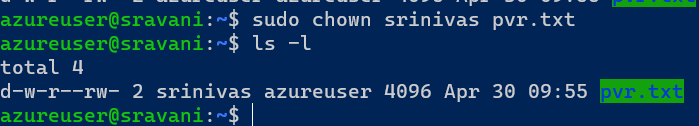 azureuser@sravani:~$ sudo chown srinivas pvr.txt
azureuser@sravani:~$ ls -l
total 4
d-w-r--rw- 2 srinivas azureuser 4096 Apr 30 09:55 pvr.txt
azureuser@sravani:~$